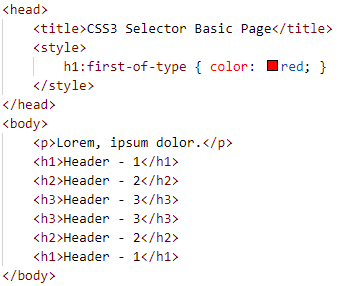 <head>
    <title>CSS3 Selector Basic Page</title>
    <style>
        h1:first-of-type { color: red; }
    </style>
</head>
<body>
    <p>Lorem, ipsum dolor.</p>
    <h1>Header - 1</h1>
    <h2>Header - 2</h2>
    <h3>Header - 3</h3>
    <h3>Header - 3</h3>
    <h2>Header - 2</h2>
    <h1>Header - 1</h1>
</body>